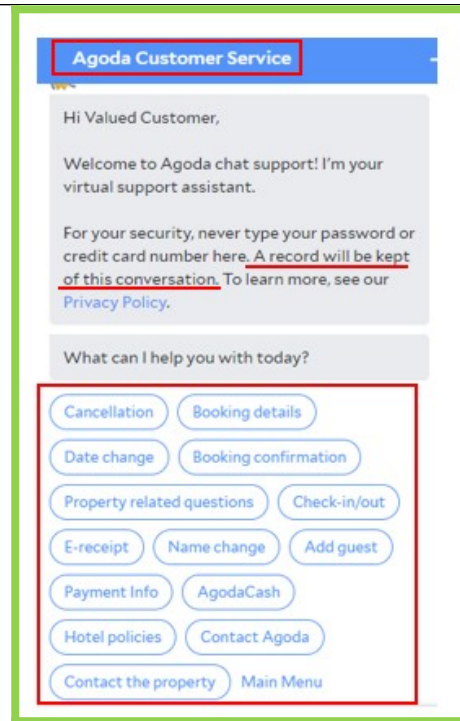 Agoda Customer Service
Hi Valued Customer,
Welcome to Agoda chat support! I'm your
virtual support assistant.
For your security, never type your password or
credit card number here. A record will be kept
of this conversation. To learn more, see our
Privacy Policy.
What can I help you with today?
Cancellation Booking details
Date change Booking confirmation
Property related questions Check-in/out
E-receipt Name change Add guest
Payment Info AgodaCash
Hotel policies Contact Agoda
Contact the property Main Menu